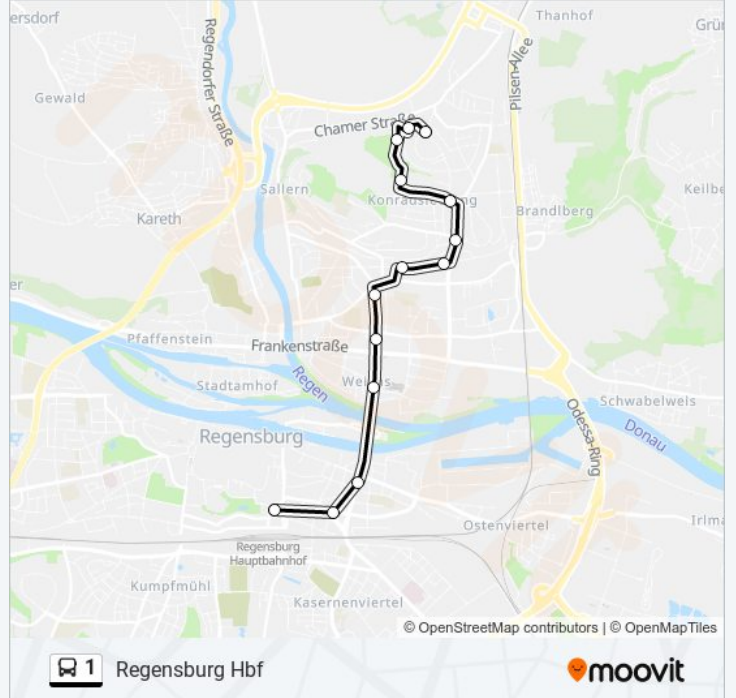 ersdorf
Thanhof
Grü
Regendorfer Straße
Pilsen-Allee
Gewald
Chamer Straße
Sallern
Keilbe
Kareth
Brandlberg
er
Pfaffenstein
Frankenstraße
Stadtamhof
Regen
Schwabelweis
Odessa-Ring
Donau
Regensburg
Ostenviertel
Irlma
Regensburg
Hauptbahnhof
Kumpfmühl
Kasernenviertel
© OpenStreetMap contributors | © OpenMapTiles
1 Regensburg Hbf
moovit